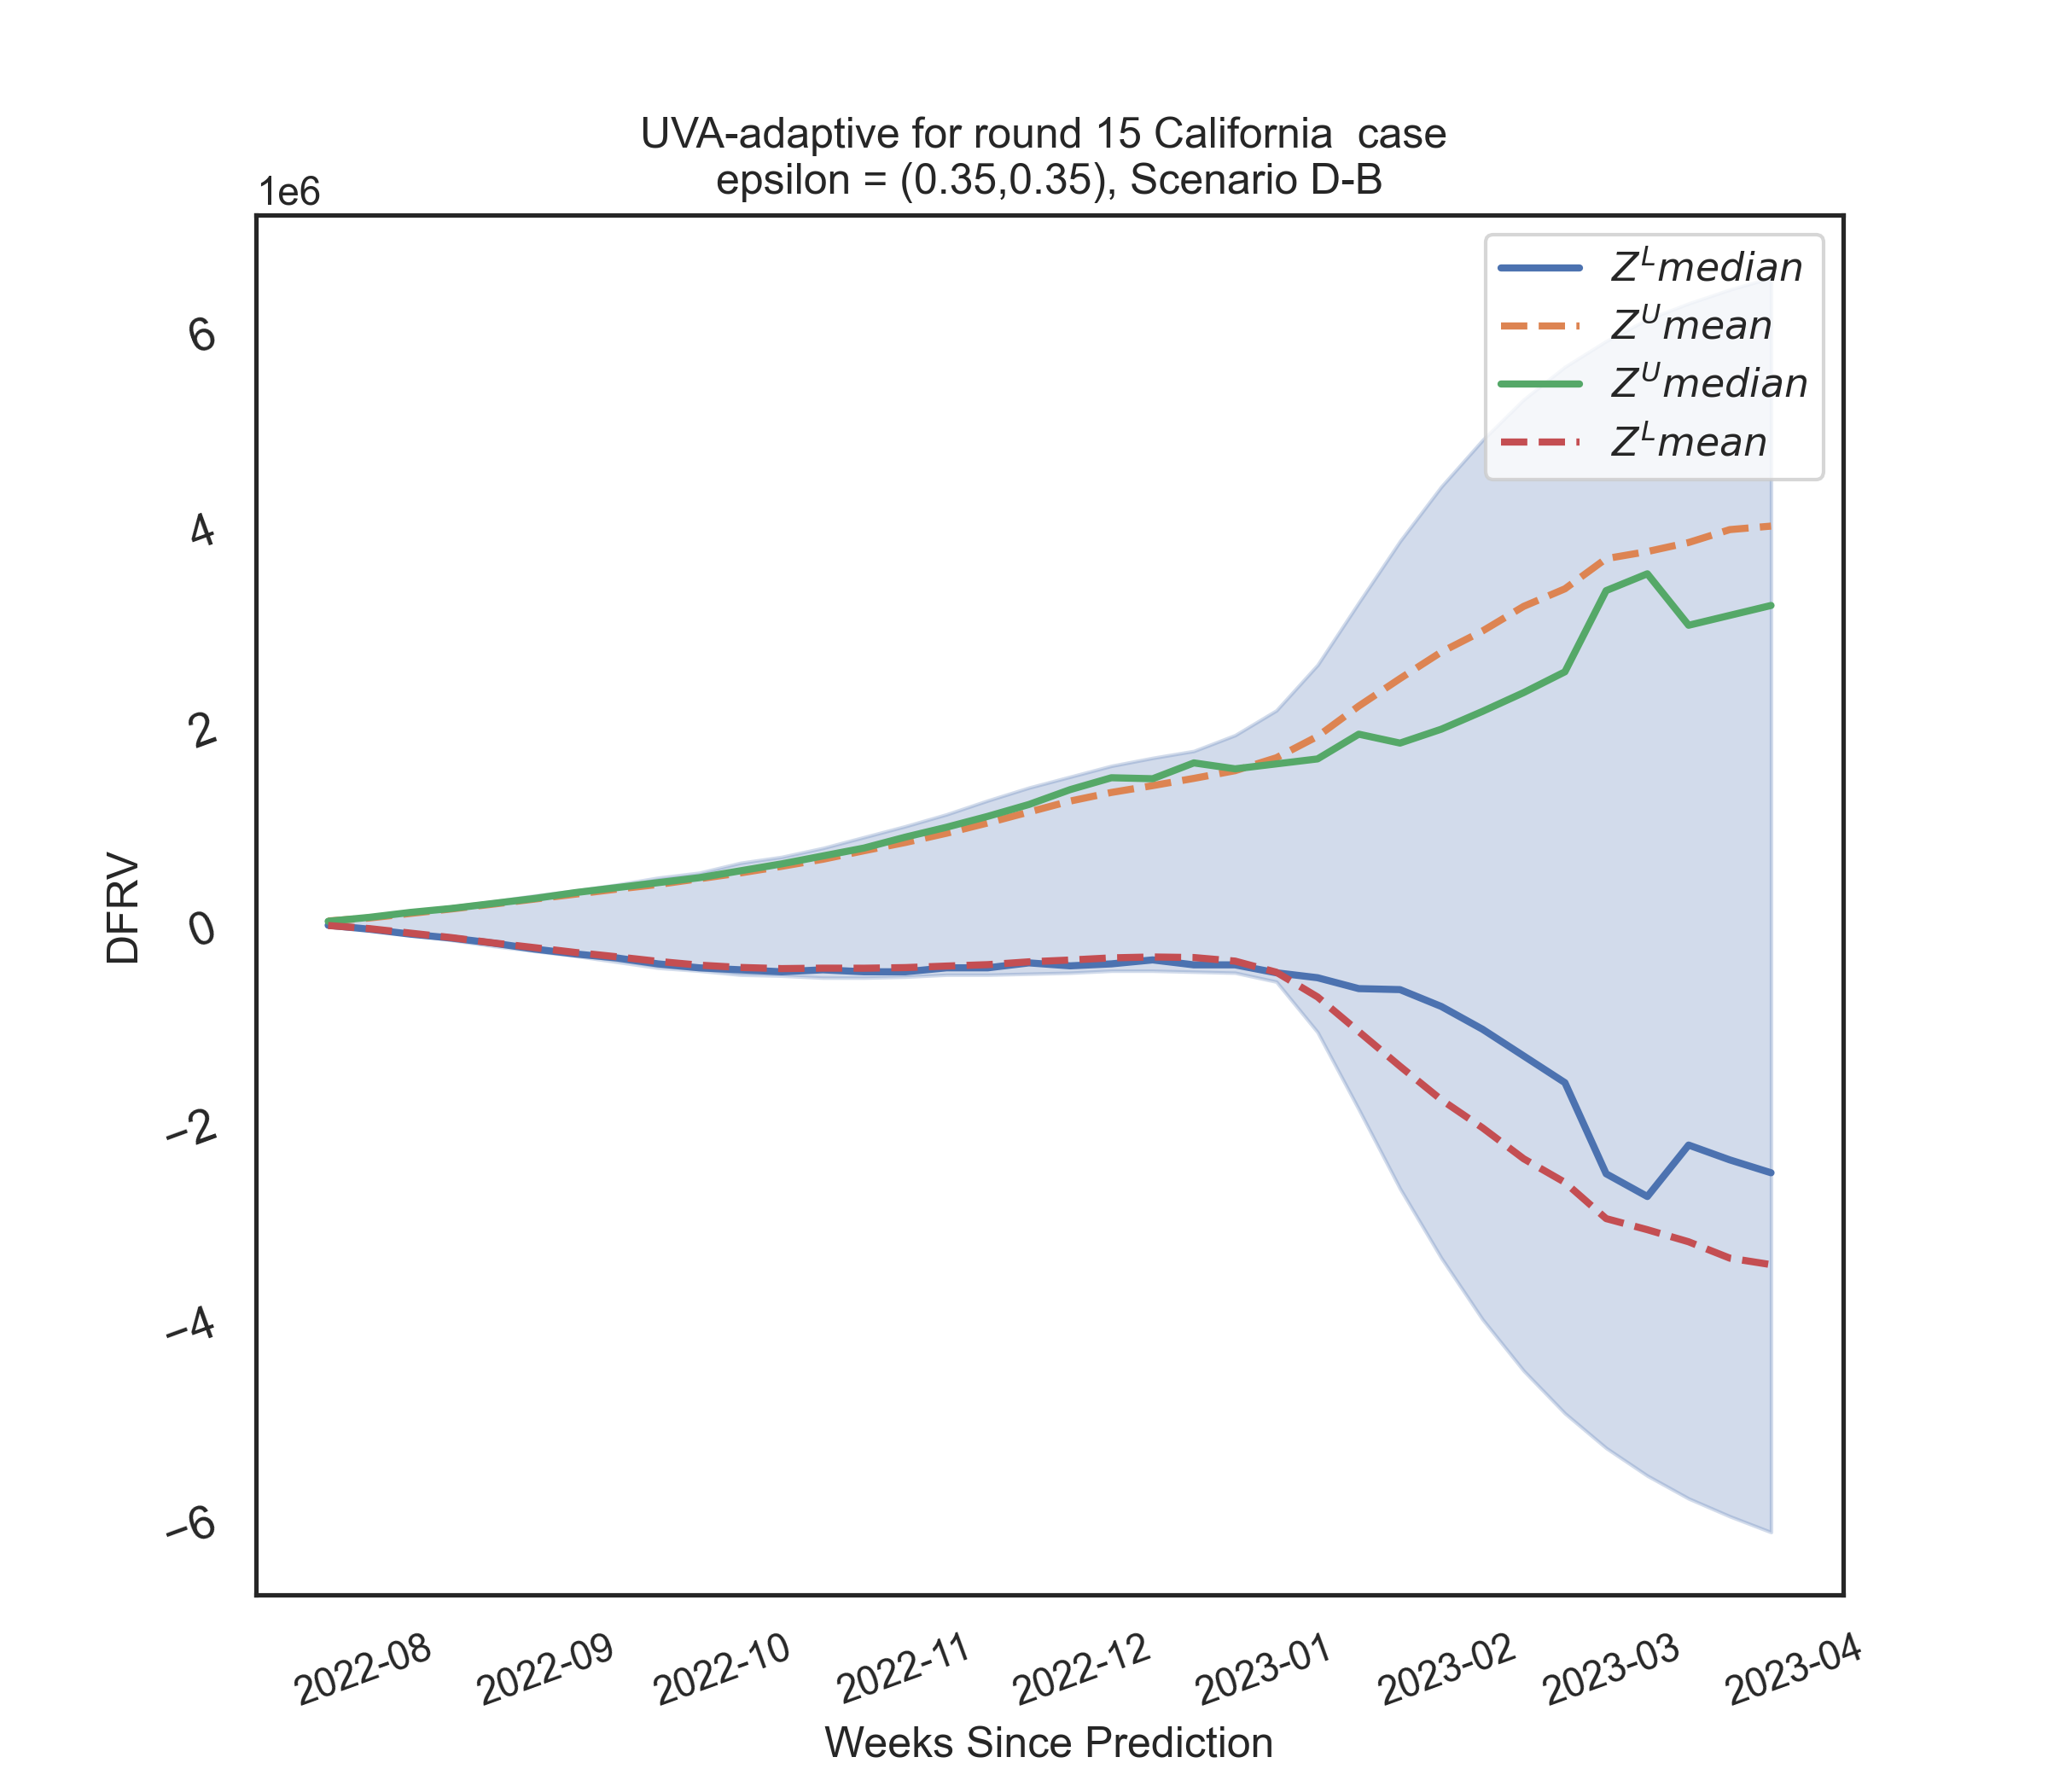 UVA-adaptive for round 15 California  case
epsilon = (0.35,0.35), Scenario D-B
1e6
Z^L median
Z^U mean
Z^U median
Z^L mean
6
4
2
0
−2
−4
−6
DFRV
2022-08
2022-09
2022-10
2022-11
2022-12
2023-01
2023-02
2023-03
2023-04
Weeks Since Prediction